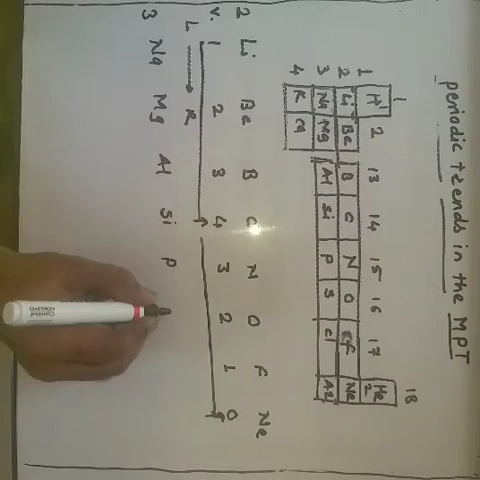 periodic trends in the MPT
1 18
1 H 2 13 14 15 16 17 He
2 Li Be B C N O F Ne
3 Na Mg Al Si P S Cl
4 K Ca
2 Li Be B C N O F Ne
V. 1 2 3 4 3 2 1 0
L R
3 Na Mg Al Si P